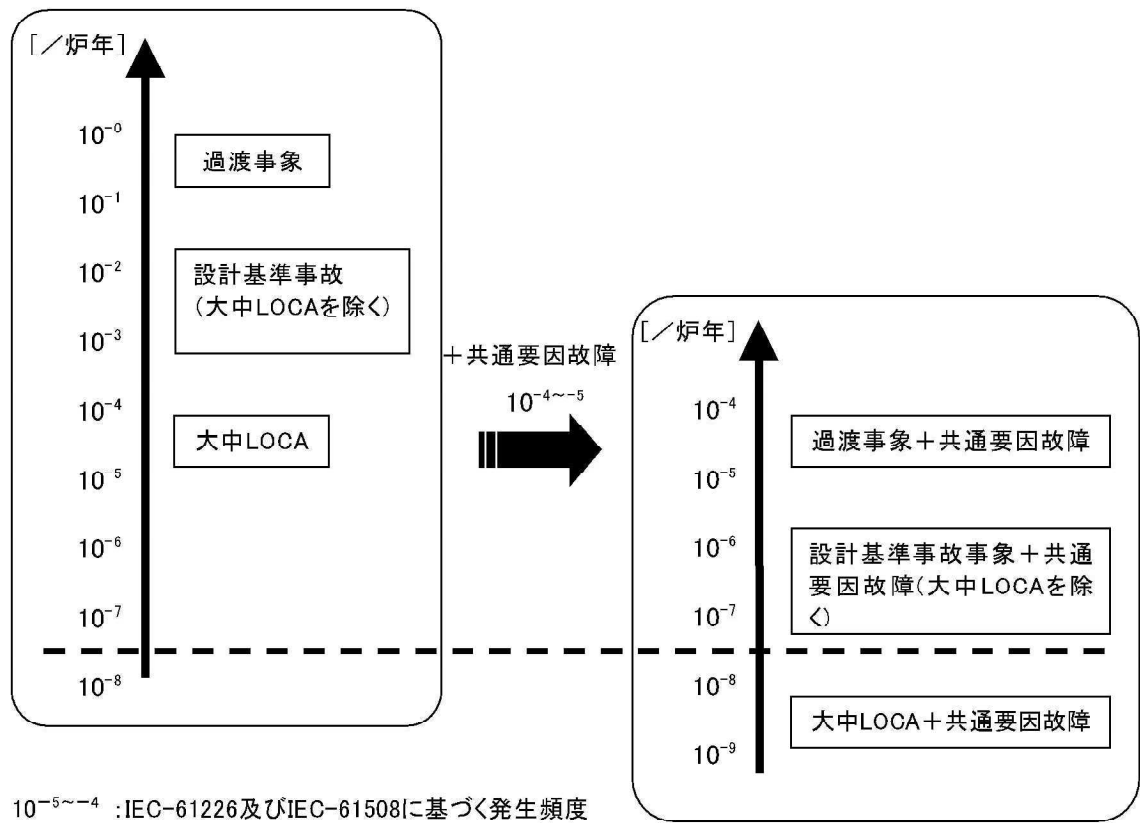 [／炉年]
10⁻⁰
過渡事象
10⁻¹
10⁻²
設計基準事故
(大中LOCAを除く)
10⁻³
10⁻⁴
大中LOCA
10⁻⁵
10⁻⁶
10⁻⁷
10⁻⁸
＋共通要因故障
10⁻⁴~⁻⁵
[／炉年]
10⁻⁴
過渡事象＋共通要因故障
10⁻⁵
10⁻⁶
設計基準事故事象＋共通
要因故障(大中LOCAを除
く)
10⁻⁷
10⁻⁸
大中LOCA＋共通要因故障
10⁻⁹
10⁻⁵~⁻⁴ :IEC-61226及びIEC-61508に基づく発生頻度